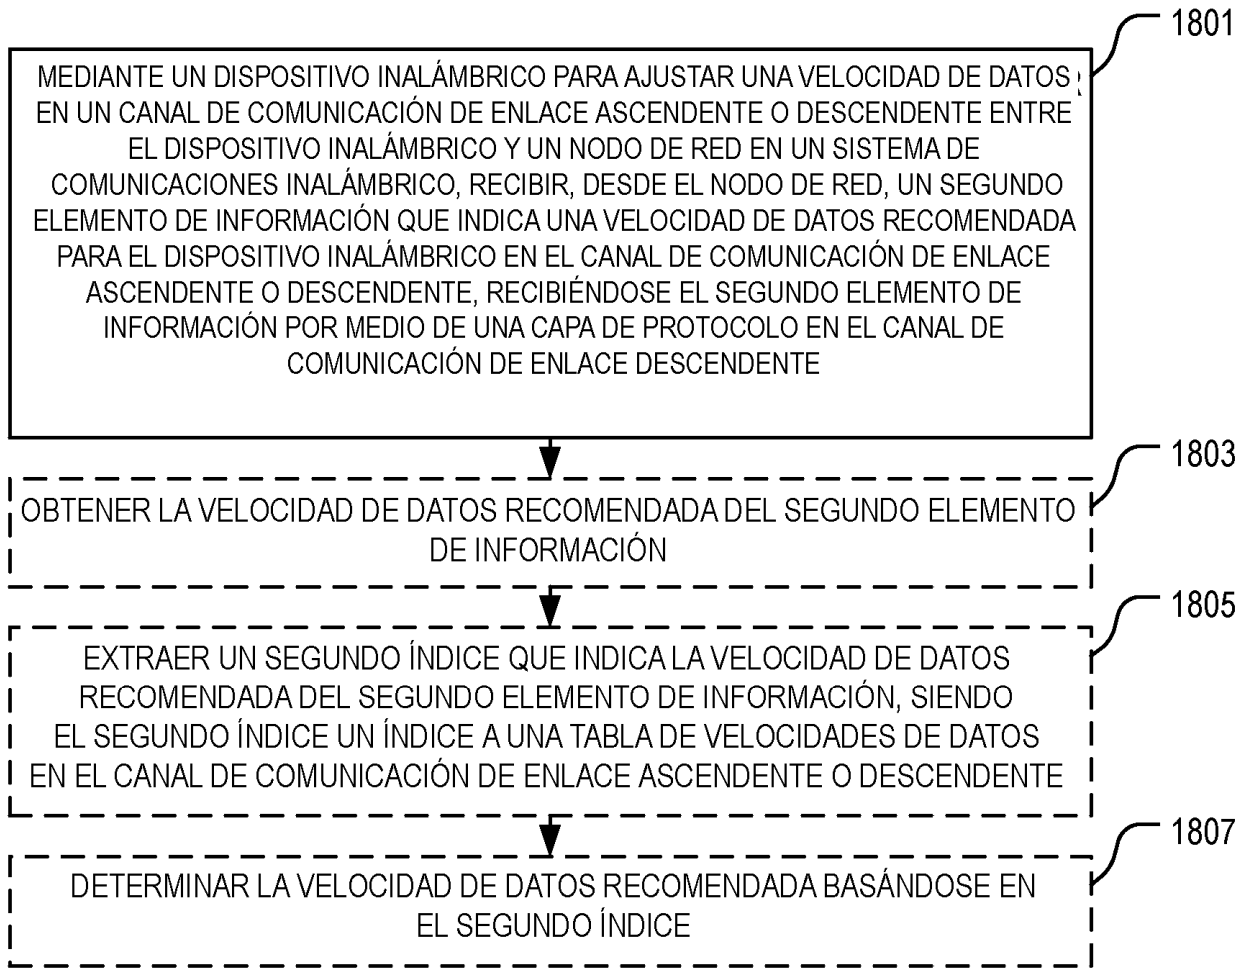 1801
MEDIANTE UN DISPOSITIVO INALÁMBRICO PARA AJUSTAR UNA VELOCIDAD DE DATOS
EN UN CANAL DE COMUNICACIÓN DE ENLACE ASCENDENTE O DESCENDENTE ENTRE
EL DISPOSITIVO INALÁMBRICO Y UN NODO DE RED EN UN SISTEMA DE
COMUNICACIONES INALÁMBRICO, RECIBIR, DESDE EL NODO DE RED, UN SEGUNDO
ELEMENTO DE INFORMACIÓN QUE INDICA UNA VELOCIDAD DE DATOS RECOMENDADA
PARA EL DISPOSITIVO INALÁMBRICO EN EL CANAL DE COMUNICACIÓN DE ENLACE
ASCENDENTE O DESCENDENTE, RECIBIÉNDOSE EL SEGUNDO ELEMENTO DE
INFORMACIÓN POR MEDIO DE UNA CAPA DE PROTOCOLO EN EL CANAL DE
COMUNICACIÓN DE ENLACE DESCENDENTE
1803
OBTENER LA VELOCIDAD DE DATOS RECOMENDADA DEL SEGUNDO ELEMENTO
DE INFORMACIÓN
1805
EXTRAER UN SEGUNDO ÍNDICE QUE INDICA LA VELOCIDAD DE DATOS
RECOMENDADA DEL SEGUNDO ELEMENTO DE INFORMACIÓN, SIENDO
EL SEGUNDO ÍNDICE UN ÍNDICE A UNA TABLA DE VELOCIDADES DE DATOS
EN EL CANAL DE COMUNICACIÓN DE ENLACE ASCENDENTE O DESCENDENTE
1807
DETERMINAR LA VELOCIDAD DE DATOS RECOMENDADA BASÁNDOSE EN
EL SEGUNDO ÍNDICE